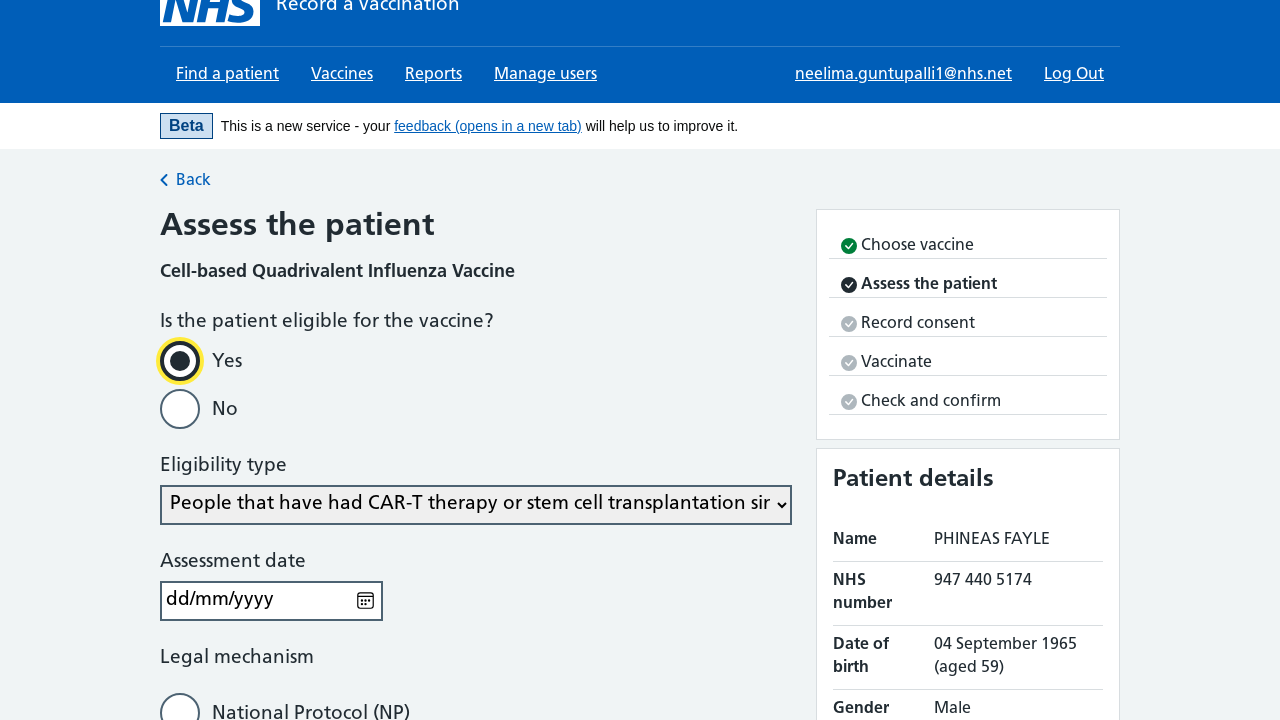 NHS Record a vaccination
Find a patient Vaccines Reports Manage users neelima.guntupalli1@nhs.net Log Out
Beta This is a new service - your feedback (opens in a new tab) will help us to improve it.
Back
Assess the patient
Cell-based Quadrivalent Influenza Vaccine
Is the patient eligible for the vaccine?
Yes
No
Eligibility type
People that have had CAR-T therapy or stem cell transplantation sir
Assessment date
dd/mm/yyyy
Legal mechanism
National Protocol (NP)
Choose vaccine
Assess the patient
Record consent
Vaccinate
Check and confirm
Patient details
Name PHINEAS FAYLE
NHS number 947 440 5174
Date of birth 04 September 1965 (aged 59)
Gender Male